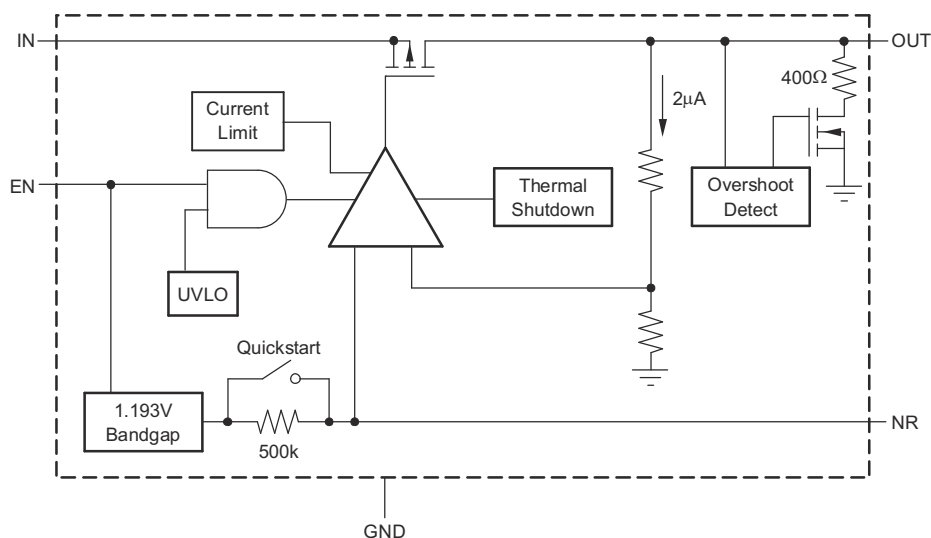 IN
OUT
400Ω
2μA
Current
Limit
EN
Thermal
Shutdown
Overshoot
Detect
UVLO
Quickstart
1.193V
Bandgap
500k
NR
GND